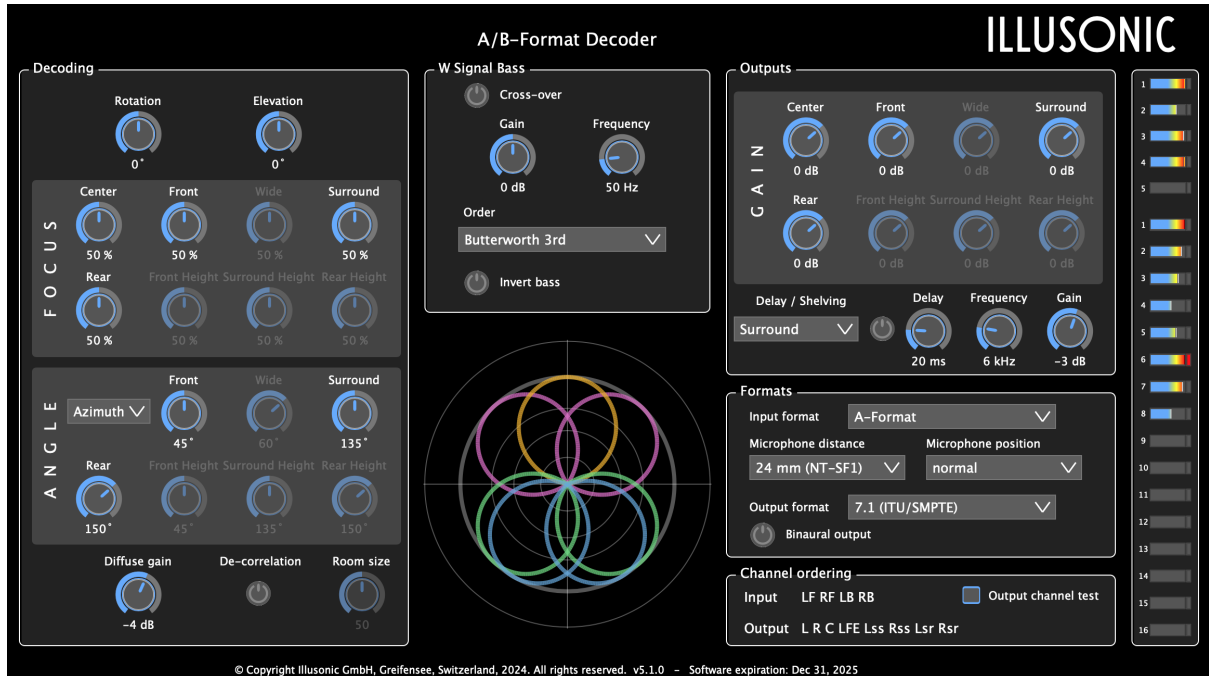 ILLUSONIC
A/B-Format Decoder
Decoding
Rotation Elevation
0° 0°
FOCUS
Center Front Wide Surround
50 % 50 % 50 % 50 %
Rear Front Height Surround Height Rear Height
50 % 50 % 50 % 50 %
ANGLE
Azimuth
Front Wide Surround
45° 60° 135°
Rear Front Height Surround Height Rear Height
150° 45° 135° 150°
Diffuse gain De-correlation Room size
-4 dB 50
W Signal Bass
Cross-over
Gain Frequency
0 dB 50 Hz
Order
Butterworth 3rd
Invert bass
Outputs
GAIN
Center Front Wide Surround
0 dB 0 dB 0 dB 0 dB
Rear Front Height Surround Height Rear Height
0 dB 0 dB 0 dB 0 dB
Delay / Shelving Delay Frequency Gain
Surround
20 ms 6 kHz -3 dB
Formats
Input format A-Format
Microphone distance Microphone position
24 mm (NT-SF1) normal
Output format 7.1 (ITU/SMPTE)
Binaural output
Channel ordering
Input LF RF LB RB Output channel test
Output L R C LFE Lss Rss Lsr Rsr
1
2
3
4
5
1
2
3
4
5
6
7
8
9
10
11
12
13
14
15
16
© Copyright Illusonic GmbH, Greifensee, Switzerland, 2024. All rights reserved. v5.1.0 – Software expiration: Dec 31, 2025